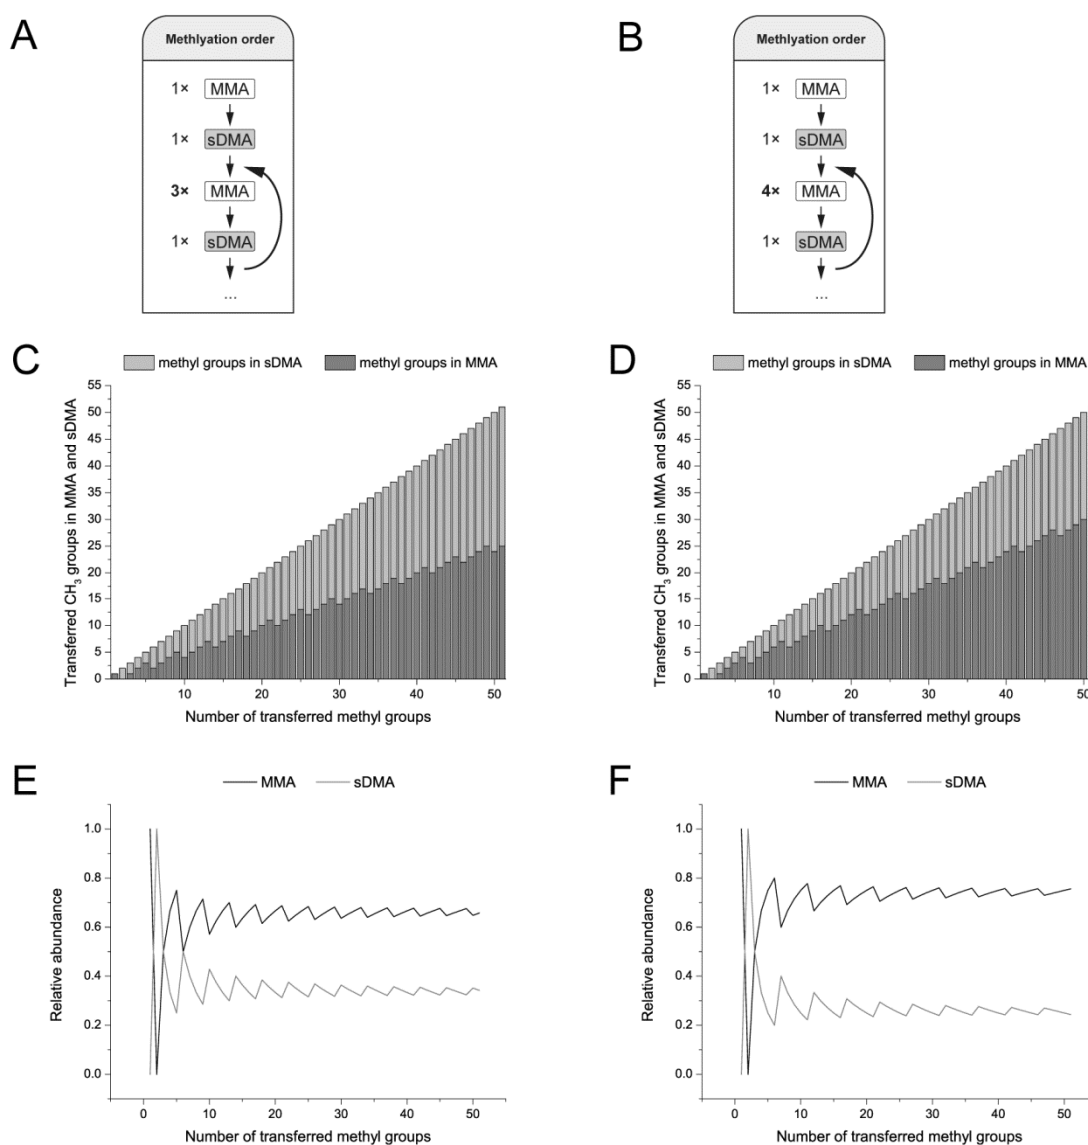 A
Methlyation order
1× MMA
1× sDMA
3× MMA
1× sDMA
...
B
Methlyation order
1× MMA
1× sDMA
4× MMA
1× sDMA
...
C
methyl groups in sDMA methyl groups in MMA
Transferred CH3 groups in MMA and sDMA
55
50
45
40
35
30
25
20
15
10
5
0
10 20 30 40 50
Number of transferred methyl groups
D
methyl groups in sDMA methyl groups in MMA
Transferred CH3 groups in MMA and sDMA
55
50
45
40
35
30
25
20
15
10
5
0
10 20 30 40 50
Number of transferred methyl groups
E
MMA sDMA
Relative abundance
1.0
0.8
0.6
0.4
0.2
0.0
0 10 20 30 40 50
Number of transferred methyl groups
F
MMA sDMA
Relative abundance
1.0
0.8
0.6
0.4
0.2
0.0
0 10 20 30 40 50
Number of transferred methyl groups